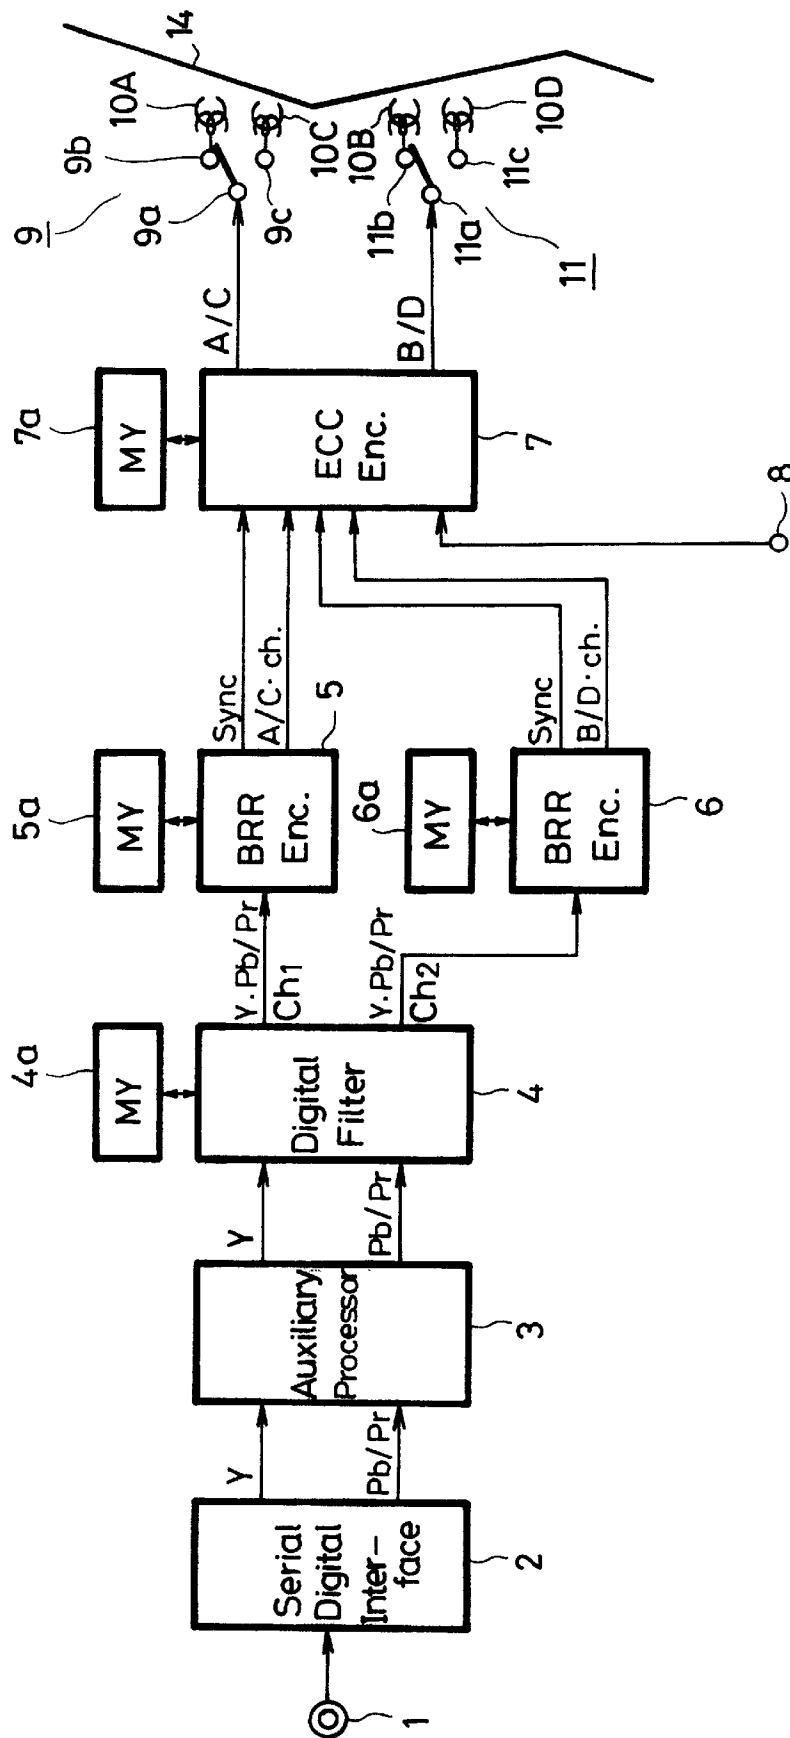 1
Serial
Digital
Inter-
face
2
Y
Pb/Pr
Auxiliary
Processor
3
Y
Pb/Pr
4a
MY
Digital
Filter
4
Y.Pb/Pr
Ch1
Y.Pb/Pr
Ch2
5a
MY
BRR
Enc.
5
Sync
A/C·ch.
6a
MY
BRR
Enc.
6
Sync
B/D·ch.
7a
MY
ECC
Enc.
7
8
A/C
B/D
9
9a
9b
9c
10A
10C
11
11a
11b
11c
10B
10D
14